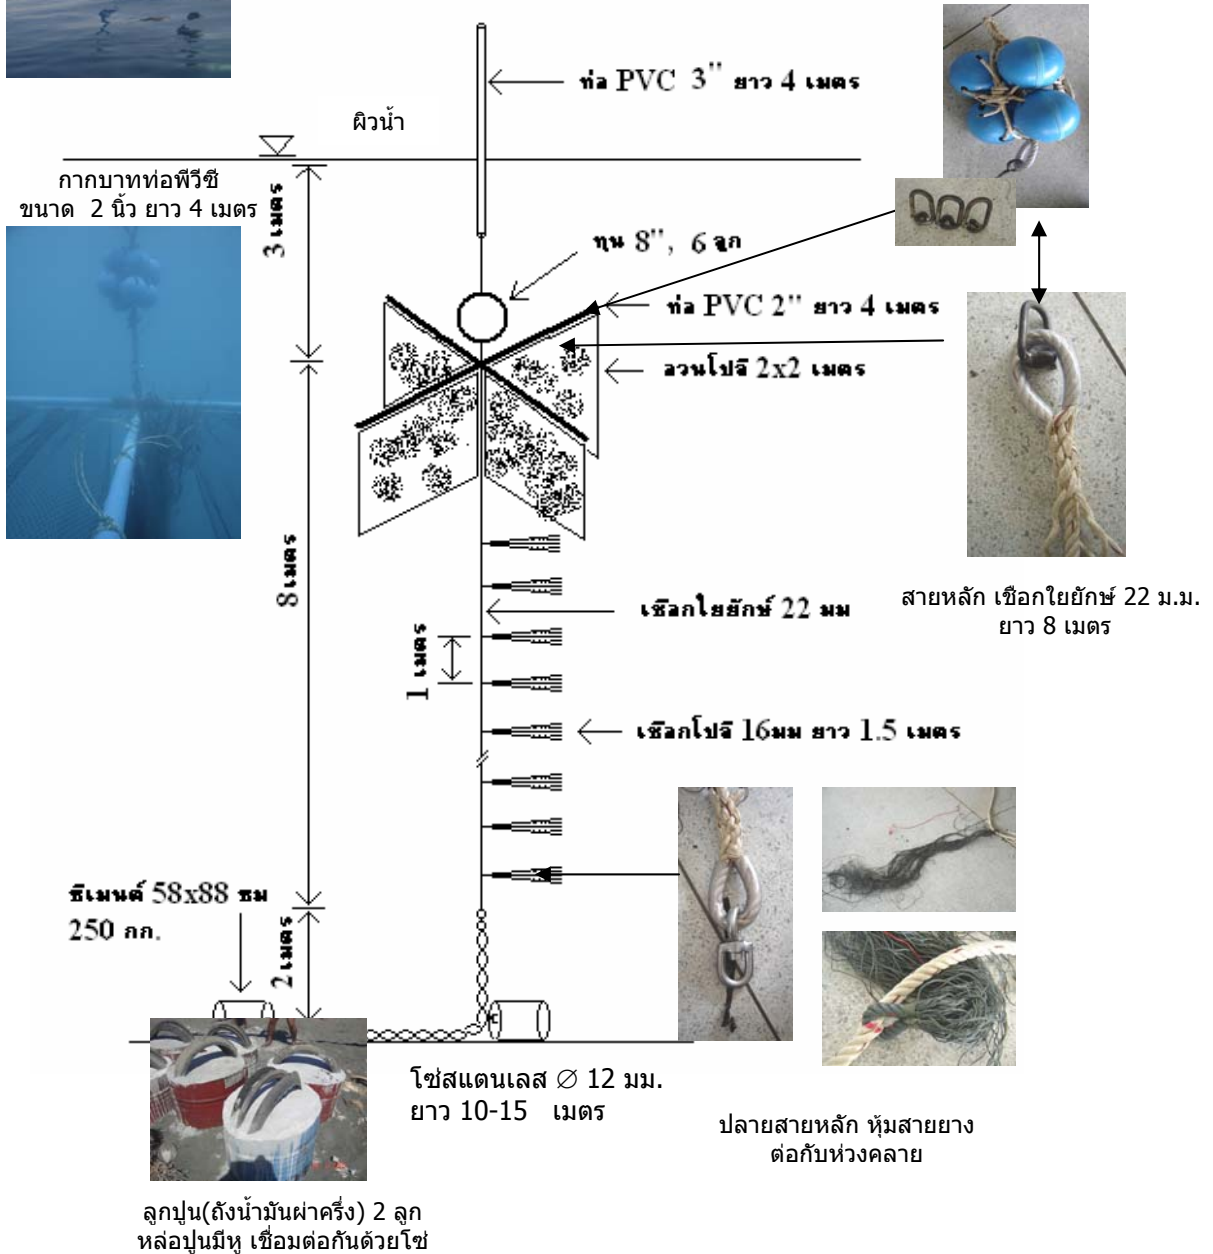 ท่อ PVC 3'' ยาว 4 เมตร
ผิวน้ำ
กากบาทท่อพีวีซี
ขนาด 2 นิ้ว ยาว 4 เมตร
3 เมตร
ทุ่น 8'', 6 ลูก
ท่อ PVC 2'' ยาว 4 เมตร
อวนโปลี 2x2 เมตร
8 เมตร
เชือกใยยักษ์ 22 มม
สายหลัก เชือกใยยักษ์ 22 ม.ม.
ยาว 8 เมตร
1 เมตร
เชือกโปลี 16มม ยาว 1.5 เมตร
ซีเมนต์ 58x88 ซม
250 กก.
2 เมตร
โซ่สแตนเลส ∅ 12 มม.
ยาว 10-15 เมตร
ปลายสายหลัก หุ้มสายยาง
ต่อกับห่วงคลาย
ลูกปูน(ถังน้ำมันผ่าครึ่ง) 2 ลูก
หล่อปูนมีหู เชื่อมต่อกันด้วยโซ่